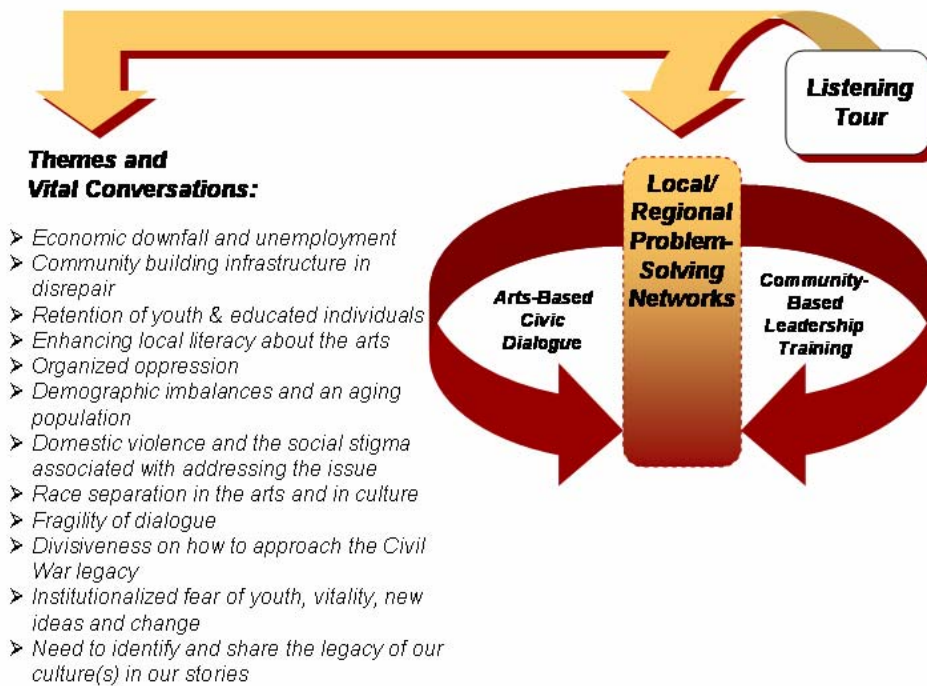 Listening
Tour
Themes and
Vital Conversations:
➢ Economic downfall and unemployment
➢ Community building infrastructure in
disrepair
➢ Retention of youth & educated individuals
➢ Enhancing local literacy about the arts
➢ Organized oppression
➢ Demographic imbalances and an aging
population
➢ Domestic violence and the social stigma
associated with addressing the issue
➢ Race separation in the arts and in culture
➢ Fragility of dialogue
➢ Divisiveness on how to approach the Civil
War legacy
➢ Institutionalized fear of youth, vitality, new
ideas and change
➢ Need to identify and share the legacy of our
culture(s) in our stories
Arts-Based
Civic
Dialogue
Local/
Regional
Problem-
Solving
Networks
Community-
Based
Leadership
Training